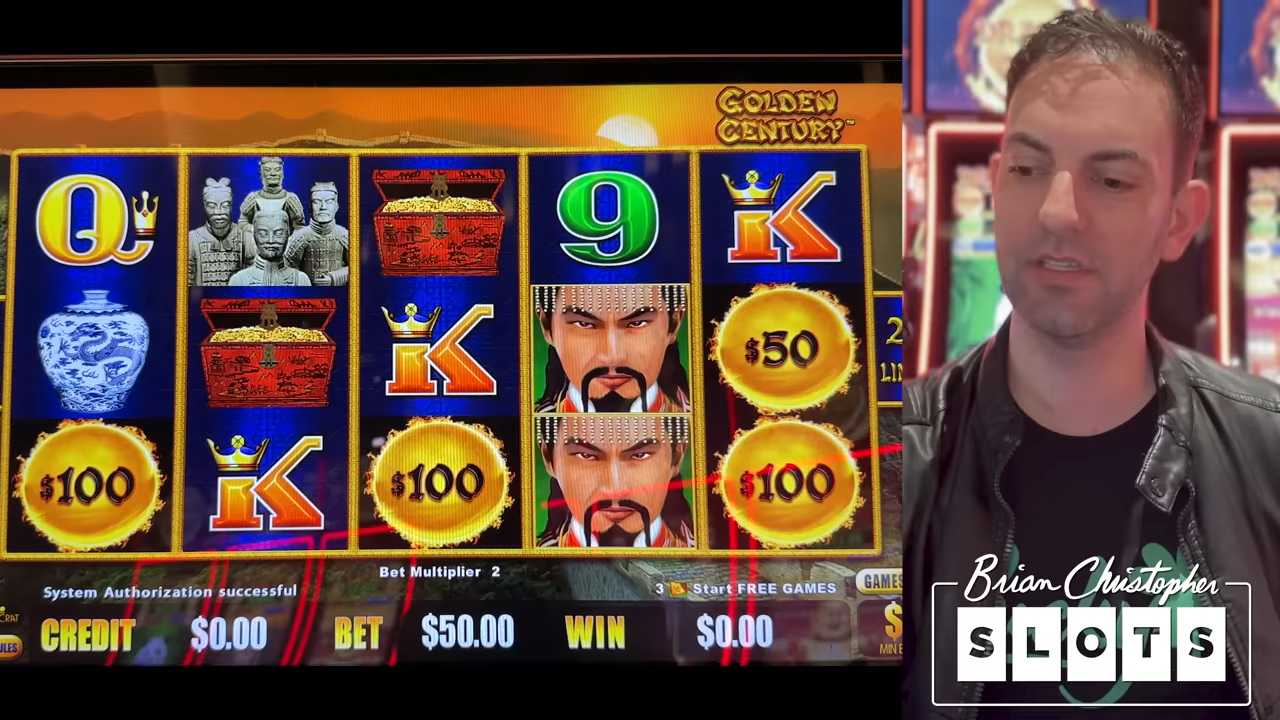 GOLDEN
CENTURY™
Q
9
K
K
$50
$100
K
$100
$100
Bet Multiplier 2
System Authorization successful
3 Start FREE GAMES
GAMES
CREDIT $0.00 BET $50.00 WIN $0.00
Brian Christopher
SLOTS